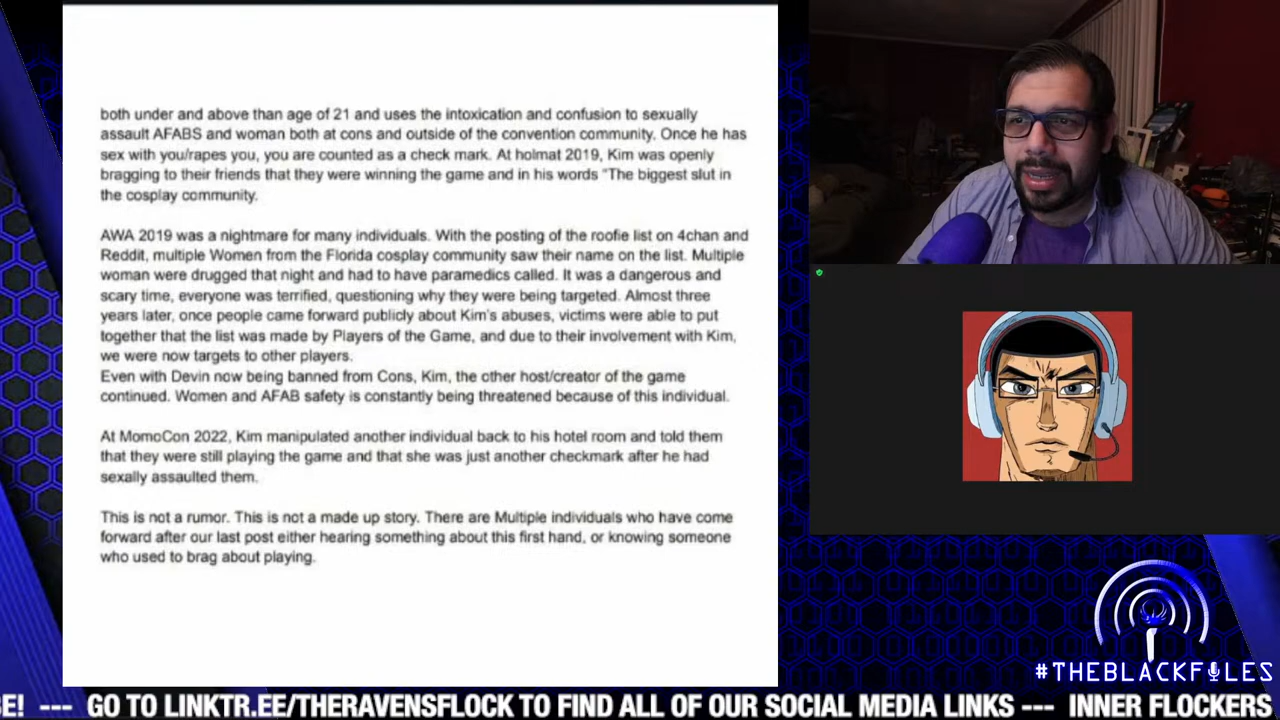 both under and above than age of 21 and uses the intoxication and confusion to sexually
assault AFABS and woman both at cons and outside of the convention community. Once he has
sex with you/rapes you, you are counted as a check mark. At holmat 2019, Kim was openly
bragging to their friends that they were winning the game and in his words "The biggest slut in
the cosplay community.
AWA 2019 was a nightmare for many individuals. With the posting of the roofie list on 4chan and
Reddit, multiple Women from the Florida cosplay community saw their name on the list. Multiple
woman were drugged that night and had to have paramedics called. It was a dangerous and
scary time, everyone was terrified, questioning why they were being targeted. Almost three
years later, once people came forward publicly about Kim's abuses, victims were able to put
together that the list was made by Players of the Game, and due to their involvement with Kim,
we were now targets to other players.
Even with Devin now being banned from Cons, Kim, the other host/creator of the game
continued. Women and AFAB safety is constantly being threatened because of this individual.
At MomoCon 2022, Kim manipulated another individual back to his hotel room and told them
that they were still playing the game and that she was just another checkmark after he had
sexually assaulted them.
This is not a rumor. This is not a made up story. There are Multiple individuals who have come
forward after our last post either hearing something about this first hand, or knowing someone
who used to brag about playing.
#THEBLACKFILES
BE! --- GO TO LINKTR.EE/THERAVENSFLOCK TO FIND ALL OF OUR SOCIAL MEDIA LINKS --- INNER FLOCKERS